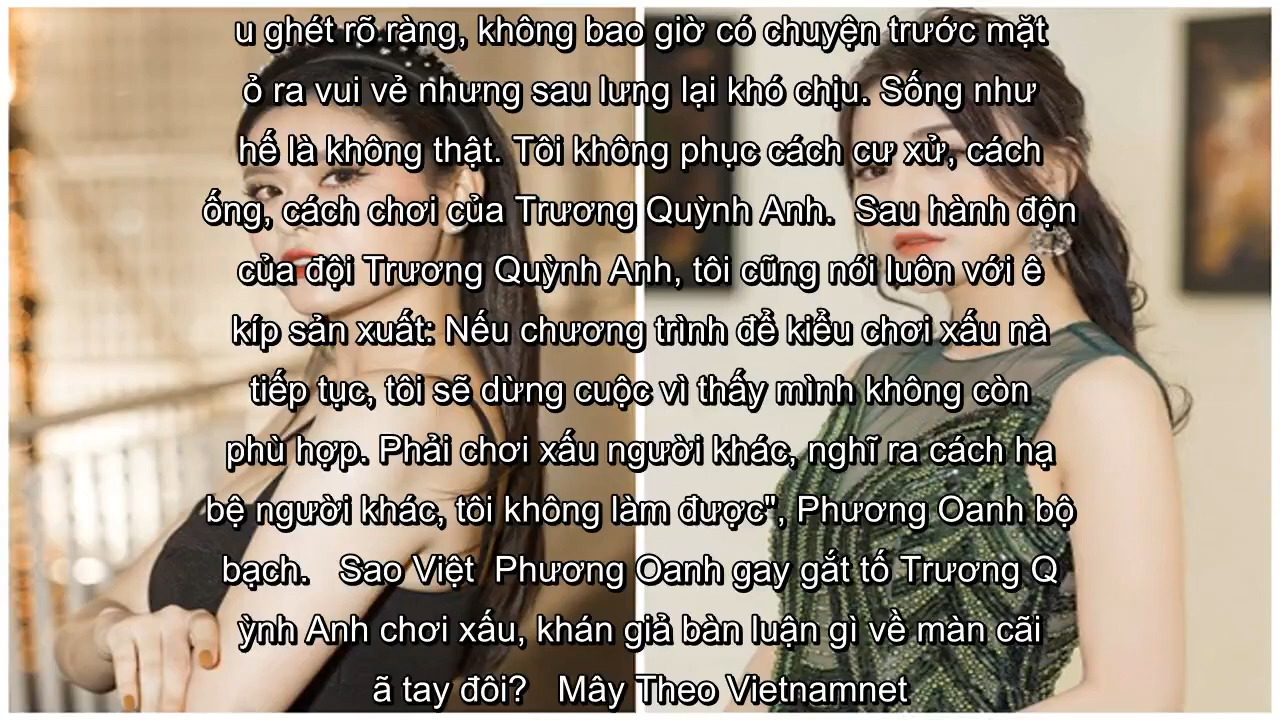 u ghét rõ ràng, không bao giờ có chuyện trước mặt
ỏ ra vui vẻ nhưng sau lưng lại khó chịu. Sống như
hế là không thật. Tôi không phục cách cư xử, cách
ống, cách chơi của Trương Quỳnh Anh. Sau hành độn
của đội Trương Quỳnh Anh, tôi cũng nói luôn với ê
kíp sản xuất: Nếu chương trình để kiểu chơi xấu nà
tiếp tục, tôi sẽ dừng cuộc vì thấy mình không còn
phù hợp. Phải chơi xấu người khác, nghĩ ra cách hạ
bệ người khác, tôi không làm được", Phương Oanh bộ
bạch. Sao Việt Phương Oanh gay gắt tố Trương Q
ỳnh Anh chơi xấu, khán giả bàn luận gì về màn cãi
ã tay đôi? Mây Theo Vietnamnet